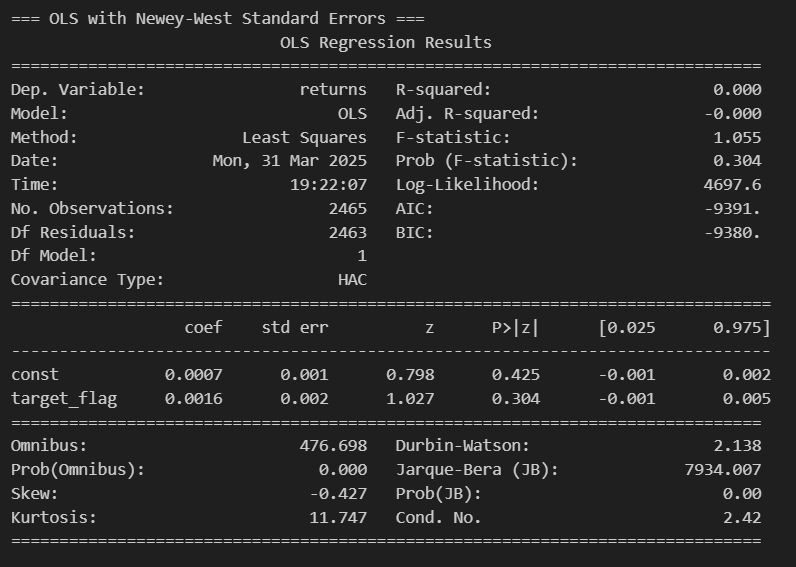 === OLS with Newey-West Standard Errors ===
                            OLS Regression Results
==============================================================================
Dep. Variable:                returns   R-squared:                       0.000
Model:                            OLS   Adj. R-squared:                 -0.000
Method:                 Least Squares   F-statistic:                     1.055
Date:                Mon, 31 Mar 2025   Prob (F-statistic):              0.304
Time:                        19:22:07   Log-Likelihood:                 4697.6
No. Observations:                2465   AIC:                            -9391.
Df Residuals:                    2463   BIC:                            -9380.
Df Model:                           1
Covariance Type:                  HAC
===============================================================================
                  coef    std err          z      P>|z|      [0.025      0.975]
-------------------------------------------------------------------------------
const           0.0007      0.001      0.798      0.425      -0.001       0.002
target_flag     0.0016      0.002      1.027      0.304      -0.001       0.005
==============================================================================
Omnibus:                      476.698   Durbin-Watson:                   2.138
Prob(Omnibus):                  0.000   Jarque-Bera (JB):             7934.007
Skew:                          -0.427   Prob(JB):                         0.00
Kurtosis:                      11.747   Cond. No.                         2.42
==============================================================================